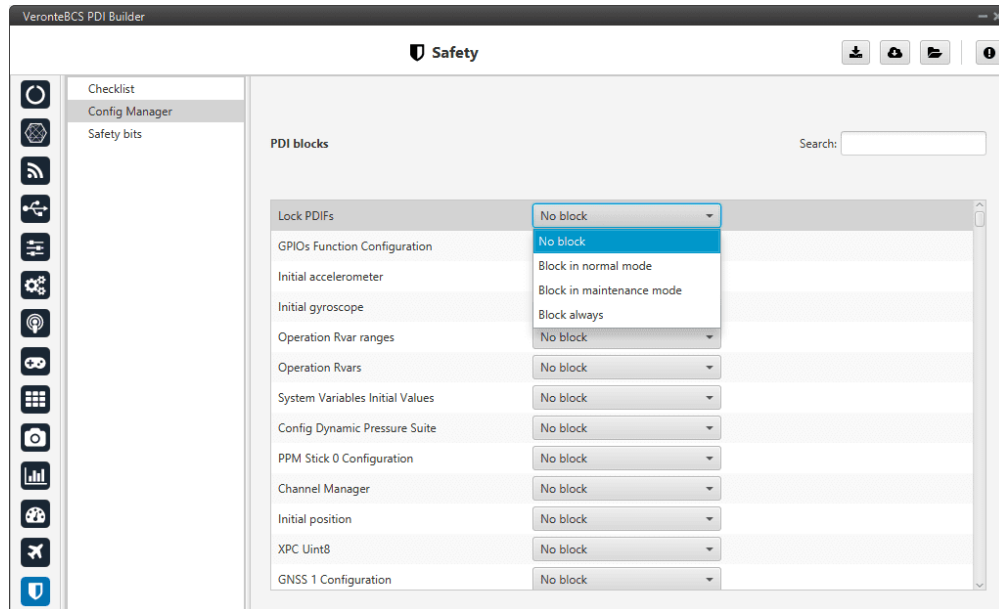 VeronteBCS PDI Builder
Safety
Checklist
Config Manager
Safety bits
PDI blocks
Search:
Lock PDIFs No block
GPIOs Function Configuration No block
Initial accelerometer Block in normal mode
Initial gyroscope Block in maintenance mode
Block always
Operation Rvar ranges No block
Operation Rvars No block
System Variables Initial Values No block
Config Dynamic Pressure Suite No block
PPM Stick 0 Configuration No block
Channel Manager No block
Initial position No block
XPC Uint8 No block
GNSS 1 Configuration No block